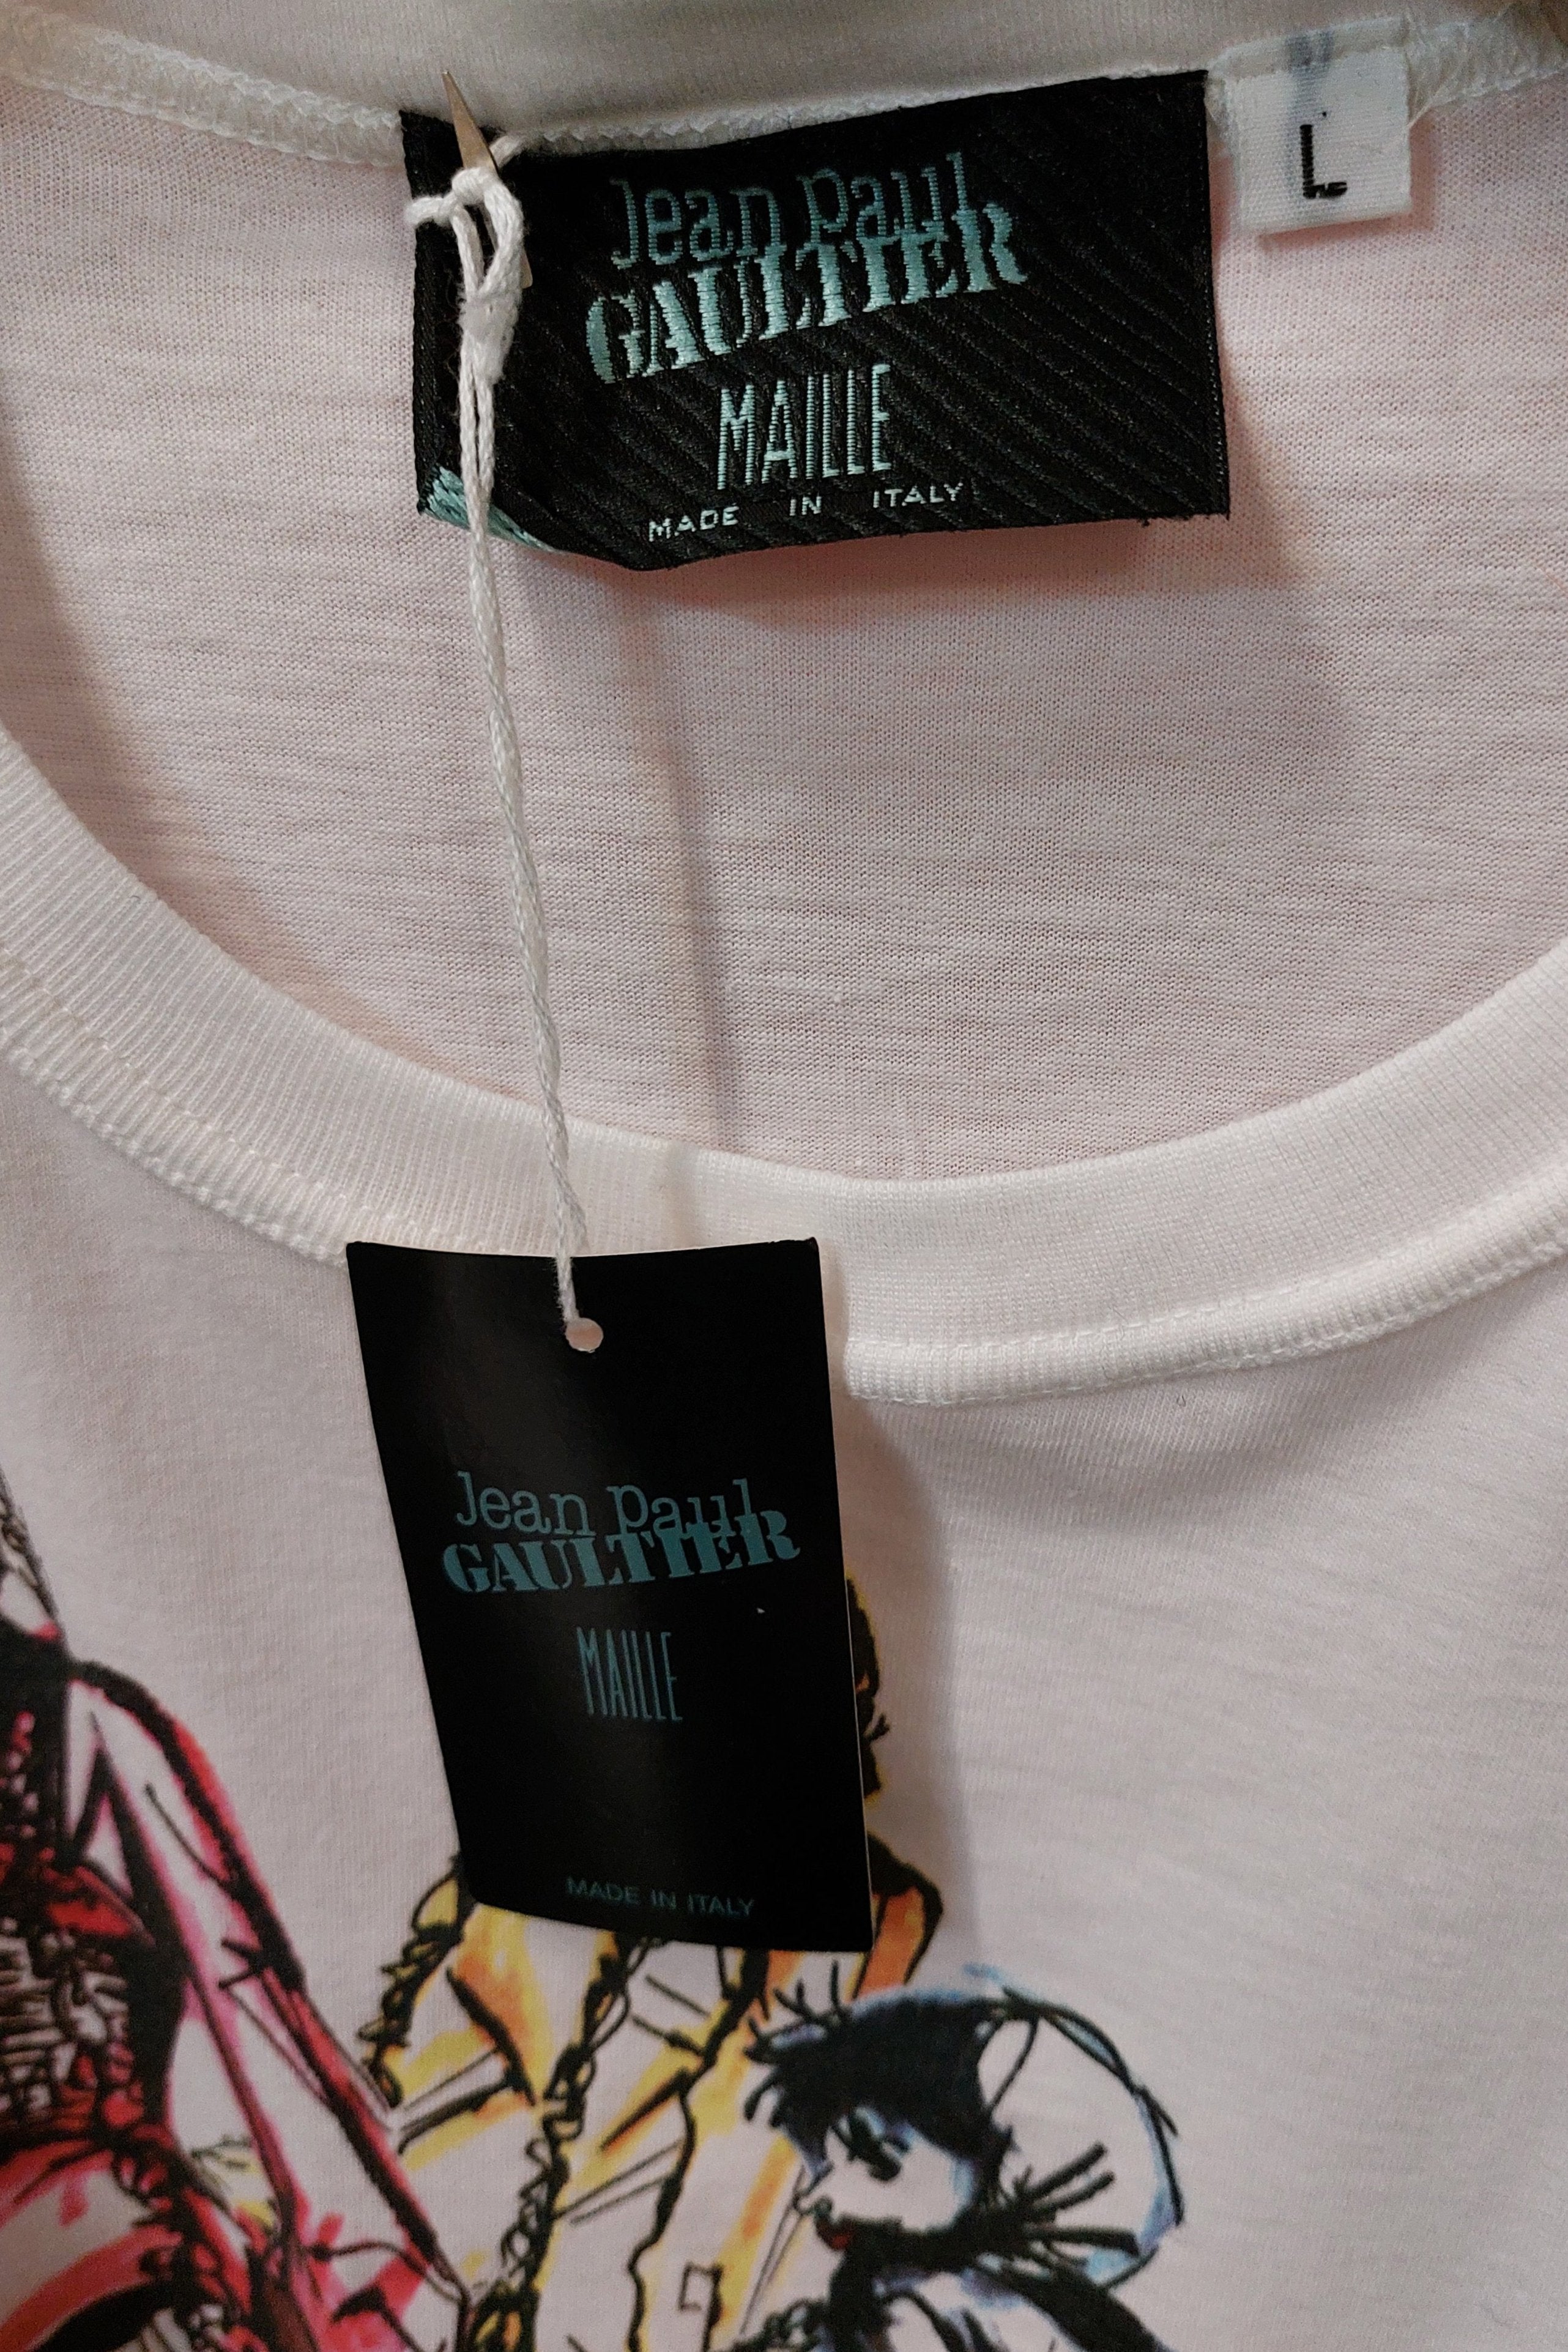 Jean Paul
GAULTIER
MAILLE
MADE IN ITALY
L
Jean Paul
GAULTIER
MAILLE
MADE IN ITALY